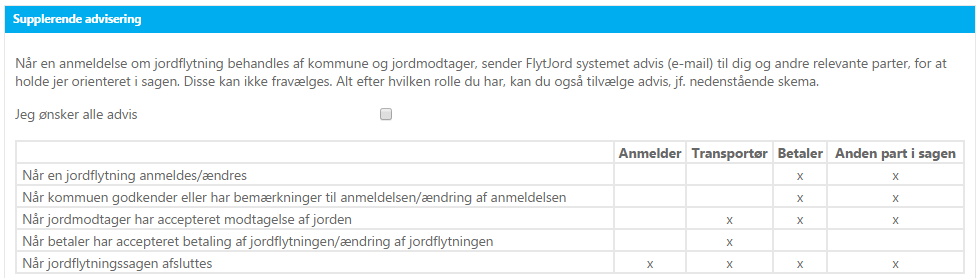 Supplerende advisering
Når en anmeldelse om jordflytning behandles af kommune og jordmodtager, sender FlytJord systemet advis (e-mail) til dig og andre relevante parter, for at
holde jer orienteret i sagen. Disse kan ikke fravælges. Alt efter hvilken rolle du har, kan du også tilvælge advis, jf. nedenstående skema.
Jeg ønsker alle advis
Anmelder Transportør Betaler Anden part i sagen
Når en jordflytning anmeldes/ændres x x
Når kommuen godkender eller har bemærkninger til anmeldelsen/ændring af anmeldelsen x x
Når jordmodtager har accepteret modtagelse af jorden x x x
Når betaler har accepteret betaling af jordflytningen/ændring af jordflytningen x
Når jordflytningssagen afsluttes x x x x